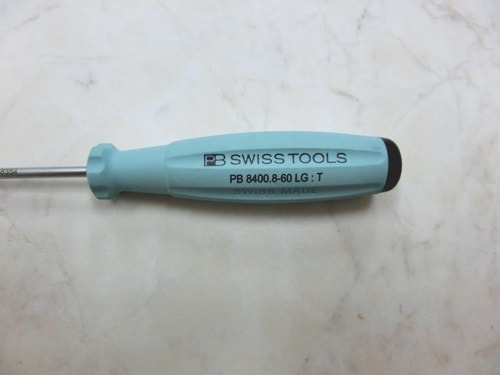 PB SWISS TOOLS
PB 8400.8-60 LG : T
SWISS MADE